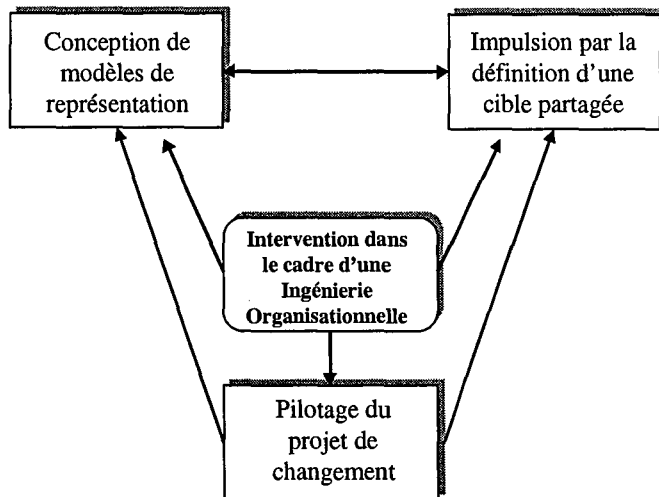 Conception de
modèles de
représentation
Impulsion par la
définition d'une
cible partagée
Intervention dans
le cadre d'une
Ingénierie
Organisationnelle
Pilotage du
projet de
changement